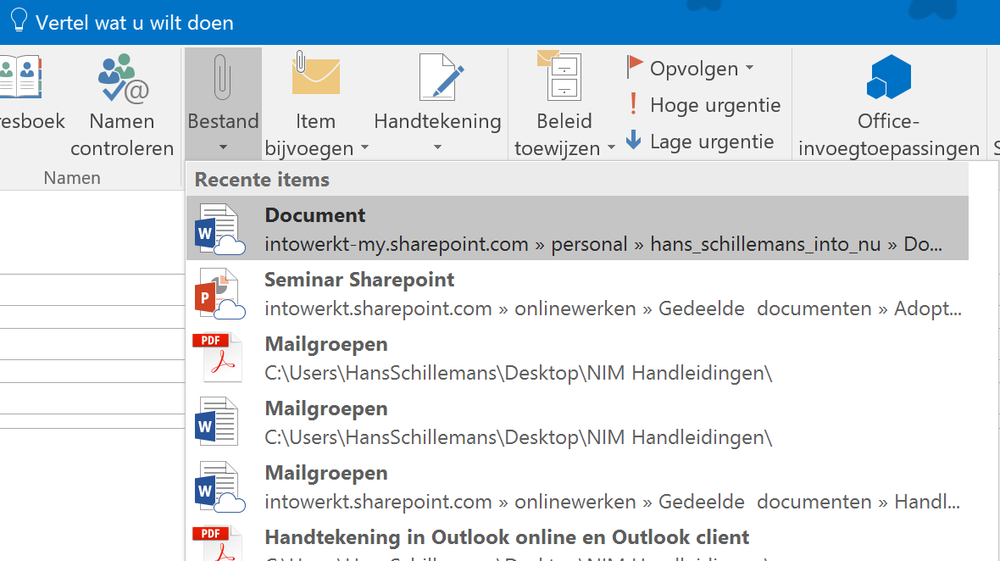 Vertel wat u wilt doen
resboek
Namen
controleren
Bestand
Item
bijvoegen
Handtekening
Beleid
toewijzen
Opvolgen
Hoge urgentie
Lage urgentie
Office-
invoegtoepassingen
S
Namen
Recente items
W
Document
intowerkt-my.sharepoint.com » personal » hans_schillemans_into_nu » Do...
P
Seminar Sharepoint
intowerkt.sharepoint.com » onlinewerken » Gedeelde documenten » Adopt...
PDF
Mailgroepen
C:\Users\HansSchillemans\Desktop\NIM Handleidingen\
W
Mailgroepen
C:\Users\HansSchillemans\Desktop\NIM Handleidingen\
W
Mailgroepen
intowerkt.sharepoint.com » onlinewerken » Gedeelde documenten » Handl...
PDF
Handtekening in Outlook online en Outlook client